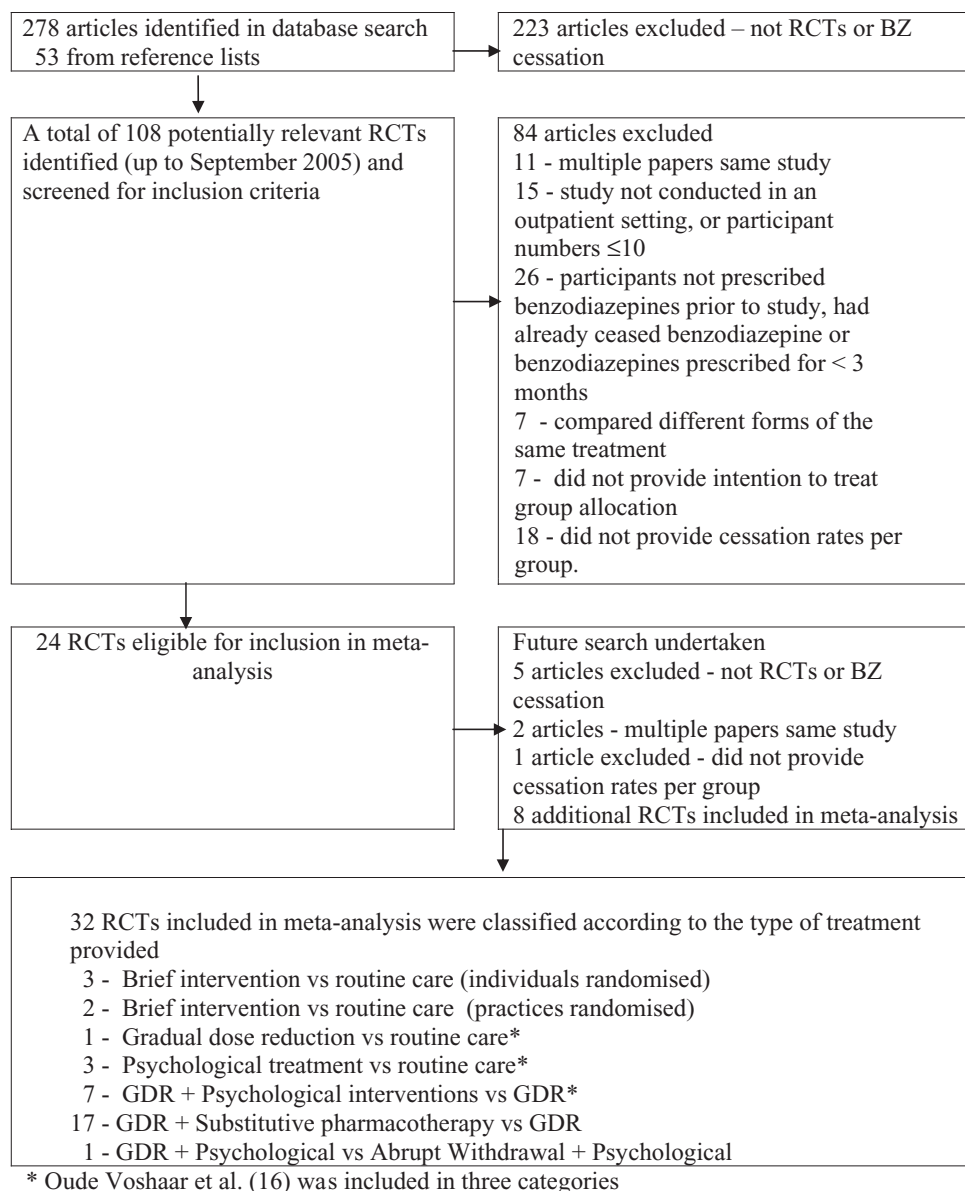 278 articles identified in database search
53 from reference lists
223 articles excluded – not RCTs or BZ
cessation
A total of 108 potentially relevant RCTs
identified (up to September 2005) and
screened for inclusion criteria
84 articles excluded
11 - multiple papers same study
15 - study not conducted in an
outpatient setting, or participant
numbers ≤10
26 - participants not prescribed
benzodiazepines prior to study, had
already ceased benzodiazepine or
benzodiazepines prescribed for < 3
months
7 - compared different forms of the
same treatment
7 - did not provide intention to treat
group allocation
18 - did not provide cessation rates per
group.
24 RCTs eligible for inclusion in meta-
analysis
Future search undertaken
5 articles excluded - not RCTs or BZ
cessation
2 articles - multiple papers same study
1 article excluded - did not provide
cessation rates per group
8 additional RCTs included in meta-analysis
32 RCTs included in meta-analysis were classified according to the type of treatment
provided
3 - Brief intervention vs routine care (individuals randomised)
2 - Brief intervention vs routine care (practices randomised)
1 - Gradual dose reduction vs routine care*
3 - Psychological treatment vs routine care*
7 - GDR + Psychological interventions vs GDR*
17 - GDR + Substitutive pharmacotherapy vs GDR
1 - GDR + Psychological vs Abrupt Withdrawal + Psychological
* Oude Voshaar et al. (16) was included in three categories